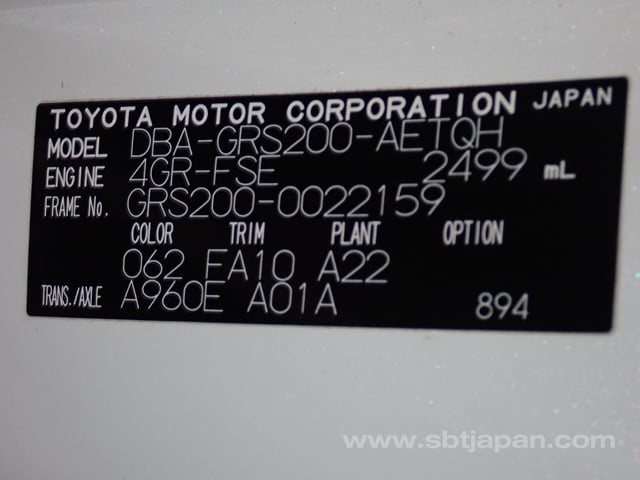 TOYOTA MOTOR CORPORATION JAPAN
MODEL DBA-GRS200-AETQH
ENGINE 4GR-FSE 2499 mL
FRAME No. GRS200-0022159
COLOR TRIM PLANT OPTION
062 FA10 A22
TRANS./AXLE A960E A01A 894
www.sbtjapan.com